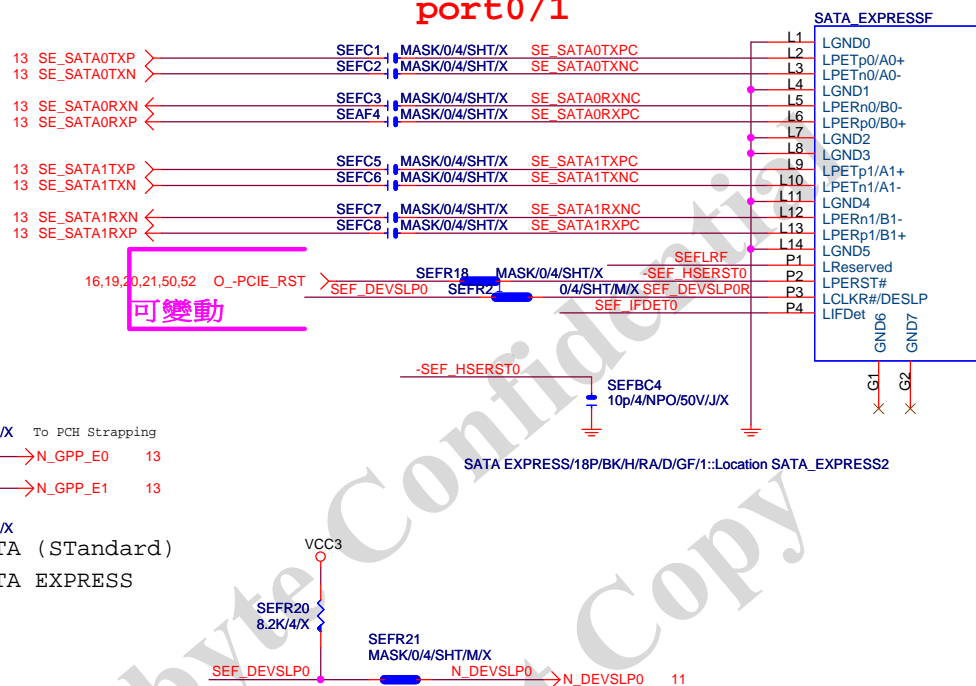 port0/1
SATA_EXPRESSF
13 SE_SATA0TXP SEFC1 MASK/0/4/SHT/X SE_SATA0TXPC
13 SE_SATA0TXN SEFC2 MASK/0/4/SHT/X SE_SATA0TXNC
13 SE_SATA0RXN SEFC3 MASK/0/4/SHT/X SE_SATA0RXNC
13 SE_SATA0RXP SEAF4 MASK/0/4/SHT/X SE_SATA0RXPC
13 SE_SATA1TXP SEFC5 MASK/0/4/SHT/X SE_SATA1TXPC
13 SE_SATA1TXN SEFC6 MASK/0/4/SHT/X SE_SATA1TXNC
13 SE_SATA1RXN SEFC7 MASK/0/4/SHT/X SE_SATA1RXNC
13 SE_SATA1RXP SEFC8 MASK/0/4/SHT/X SE_SATA1RXPC
L1 LGND0
L2 LPETp0/A0+
L3 LPETn0/A0-
L4 LGND1
L5 LPERn0/B0-
L6 LPERp0/B0+
L7 LGND2
L8 LGND3
L9 LPETp1/A1+
L10 LPETn1/A1-
L11 LGND4
L12 LPERn1/B1-
L13 LPERp1/B1+
L14 LGND5
P1 LReserved
P2 LPERST#
P3 LCLKR#/DESLP
P4 LIFDet
GND6
GND7
G1
G2
SEFLRF
16,19,20,21,50,52 O_-PCIE_RST SEFR18 MASK/0/4/SHT/X -SEF_HSERST0
SEF_DEVSLP0 SEFR21 0/4/SHT/M/X SEF_DEVSLP0R
SEF_IFDET0
可變動
-SEF_HSERST0
SEFBC4
10p/4/NPO/50V/J/X
/X To PCH Strapping
N_GPP_E0 13
SATA EXPRESS/18P/BK/H/RA/D/GF/1::Location SATA_EXPRESS2
N_GPP_E1 13
/X
TA (STandard)
TA EXPRESS
VCC3
SEFR20
8.2K/4/X
SEFR21
MASK/0/4/SHT/M/X
SEF_DEVSLP0 N_DEVSLP0 N_DEVSLP0 11
byte Confidential
t Copy